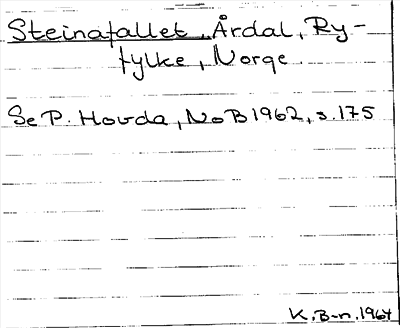 Steinafallet, Årdal, Ry-
fylke, Norge
Se P. Hovda, NoB 1962, s. 175
K. B-n. 1964